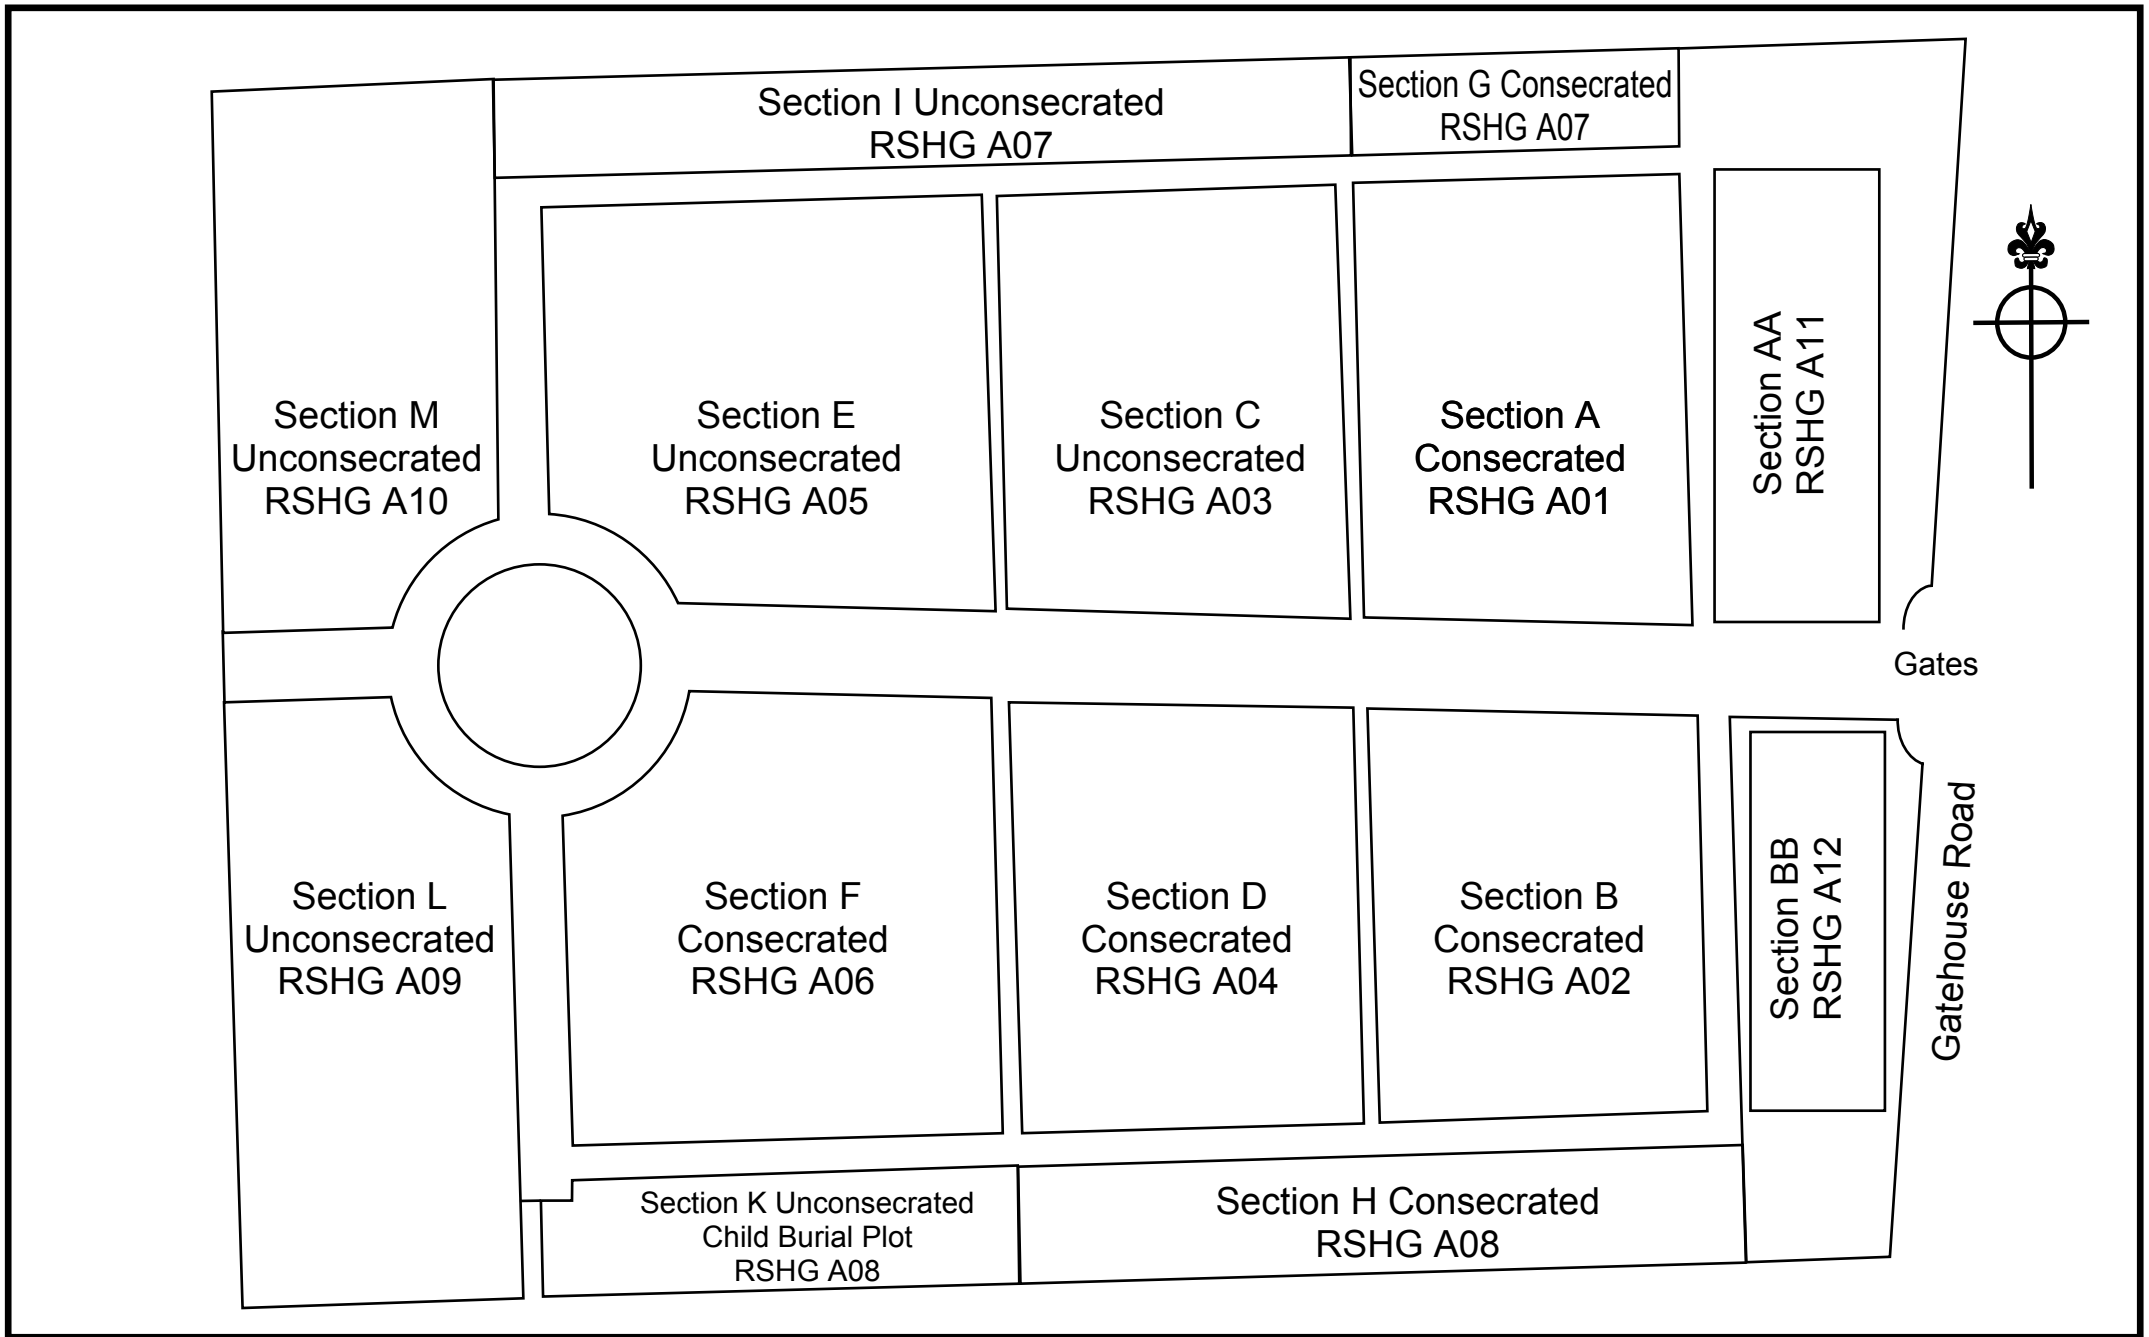 Section I Unconsecrated
RSHG A07
Section G Consecrated
RSHG A07
Section M
Unconsecrated
RSHG A10
Section E
Unconsecrated
RSHG A05
Section C
Unconsecrated
RSHG A03
Section A
Consecrated
RSHG A01
Section AA
RSHG A11
Gates
Section L
Unconsecrated
RSHG A09
Section F
Consecrated
RSHG A06
Section D
Consecrated
RSHG A04
Section B
Consecrated
RSHG A02
Section BB
RSHG A12
Gatehouse Road
Section K Unconsecrated
Child Burial Plot
RSHG A08
Section H Consecrated
RSHG A08